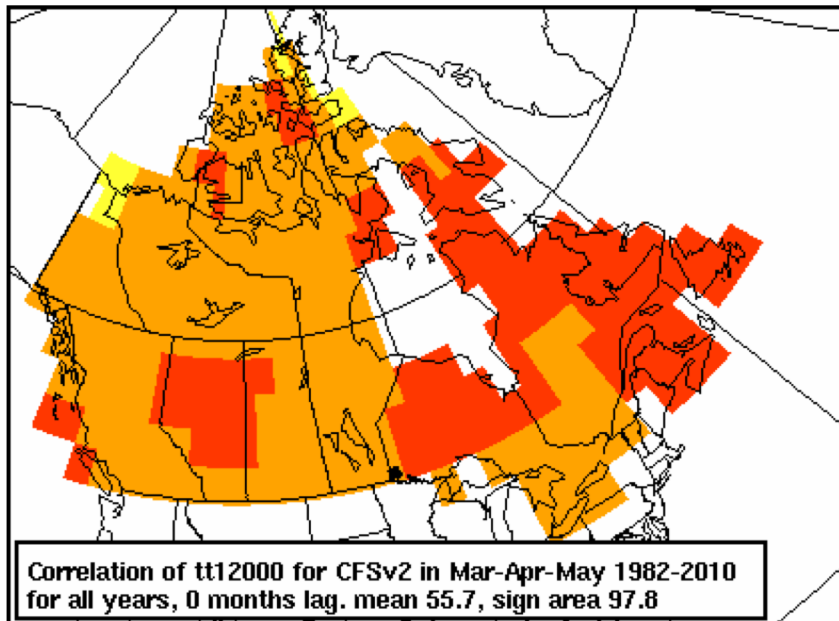 Correlation of tt12000 for CFSv2 in Mar-Apr-May 1982-2010
for all years, 0 months lag. mean 55.7, sign area 97.8